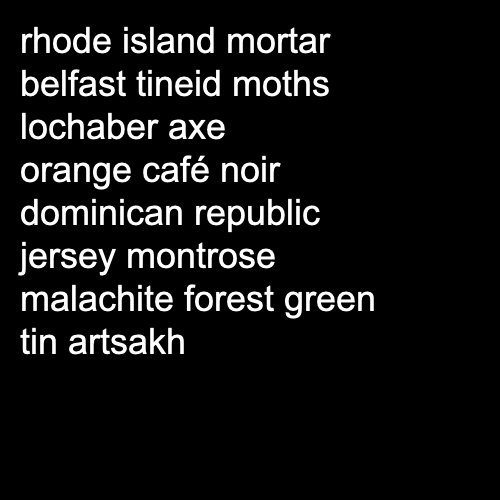 rhode island mortar
belfast tineid moths
lochaber axe
orange café noir
dominican republic
jersey montrose
malachite forest green
tin artsakh